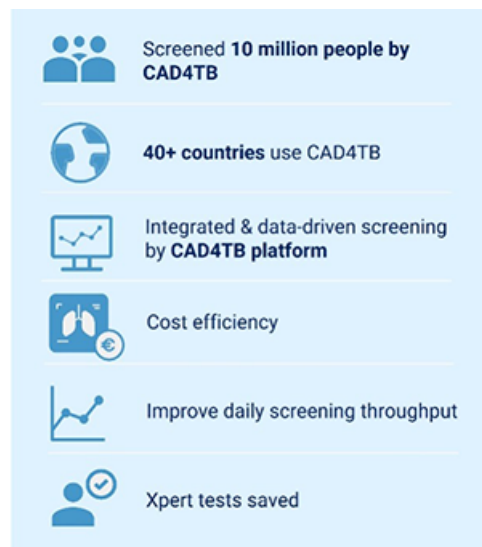 Screened 10 million people by
CAD4TB
40+ countries use CAD4TB
Integrated & data-driven screening
by CAD4TB platform
€
Cost efficiency
Improve daily screening throughput
Xpert tests saved